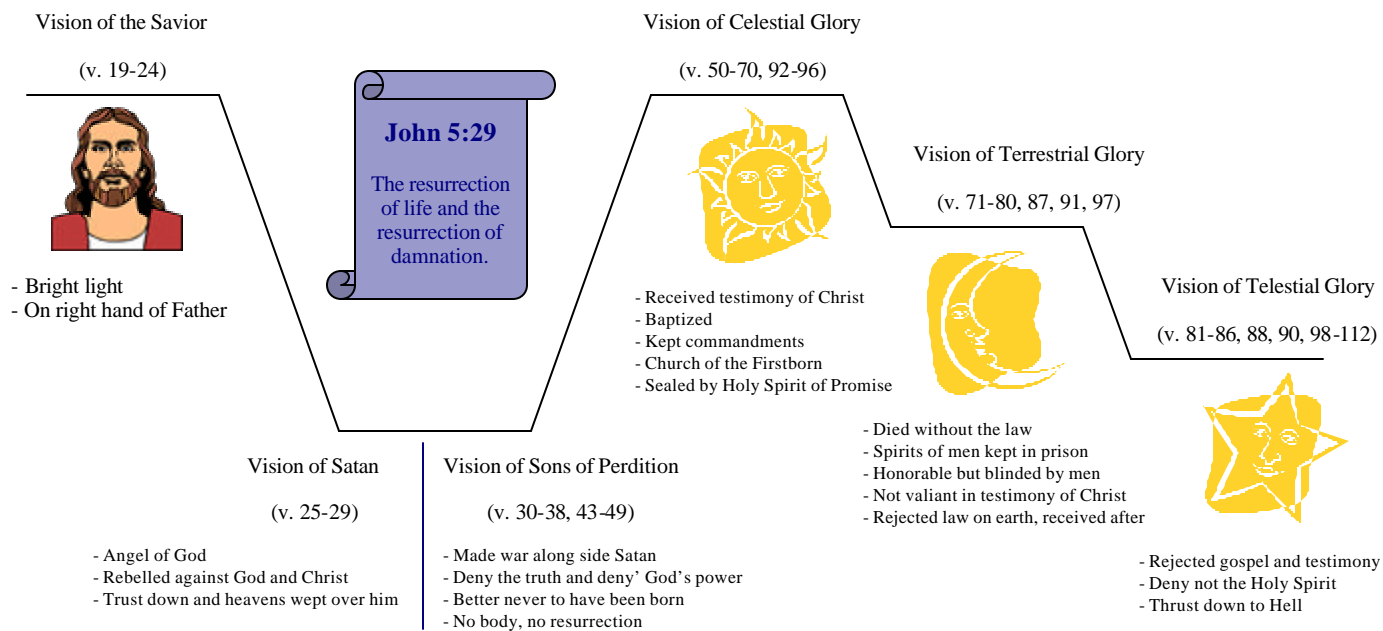 Vision of the Savior
(v. 19-24)
- Bright light
- On right hand of Father
John 5:29
The resurrection
of life and the
resurrection of
damnation.
Vision of Satan
(v. 25-29)
- Angel of God
- Rebelled against God and Christ
- Trust down and heavens wept over him
Vision of Sons of Perdition
(v. 30-38, 43-49)
- Made war along side Satan
- Deny the truth and deny’ God’s power
- Better never to have been born
- No body, no resurrection
Vision of Celestial Glory
(v. 50-70, 92-96)
- Received testimony of Christ
- Baptized
- Kept commandments
- Church of the Firstborn
- Sealed by Holy Spirit of Promise
Vision of Terrestrial Glory
(v. 71-80, 87, 91, 97)
- Died without the law
- Spirits of men kept in prison
- Honorable but blinded by men
- Not valiant in testimony of Christ
- Rejected law on earth, received after
Vision of Telestial Glory
(v. 81-86, 88, 90, 98-112)
- Rejected gospel and testimony
- Deny not the Holy Spirit
- Thrust down to Hell